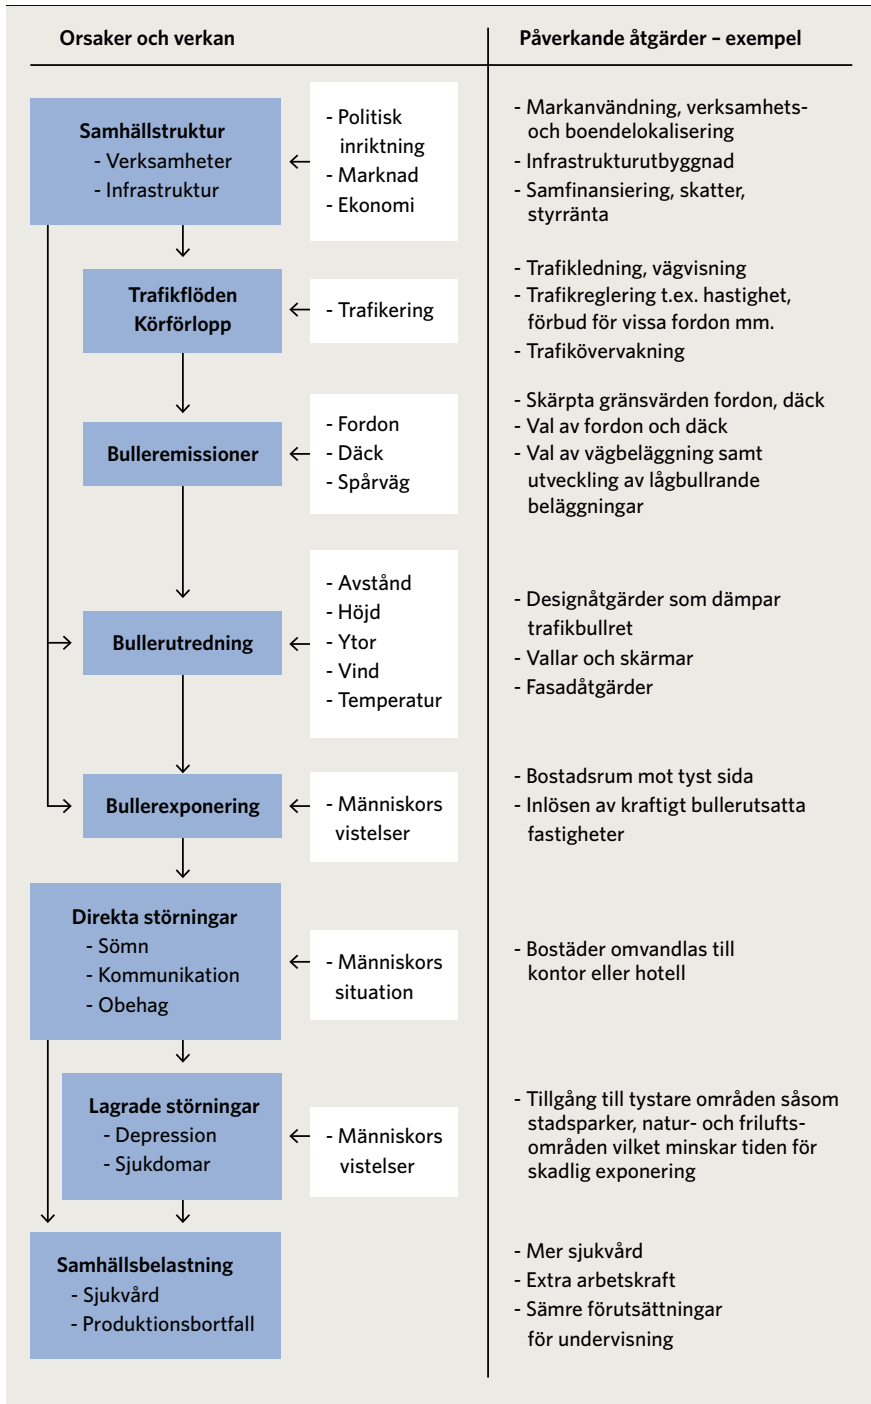 Orsaker och verkan
Påverkande åtgärder – exempel
Samhällstruktur
- Verksamheter
- Infrastruktur
- Politisk
inriktning
- Marknad
- Ekonomi
- Markanvändning, verksamhets-
och boendelokalisering
- Infrastrukturutbyggnad
- Samfinansiering, skatter,
styrränta
Trafikflöden
Körförlopp
- Trafikering
- Trafikledning, vägvisning
- Trafikreglering t.ex. hastighet,
förbud för vissa fordon mm.
- Trafikövervakning
Bulleremissioner
- Fordon
- Däck
- Spårväg
- Skärpta gränsvärden fordon, däck
- Val av fordon och däck
- Val av vägbeläggning samt
utveckling av lågbullrande
beläggningar
Bullerutredning
- Avstånd
- Höjd
- Ytor
- Vind
- Temperatur
- Designåtgärder som dämpar
trafikbullret
- Vallar och skärmar
- Fasadåtgärder
Bullerexponering
- Människors
vistelser
- Bostadsrum mot tyst sida
- Inlösen av kraftigt bullerutsatta
fastigheter
Direkta störningar
- Sömn
- Kommunikation
- Obehag
- Människors
situation
- Bostäder omvandlas till
kontor eller hotell
Lagrade störningar
- Depression
- Sjukdomar
- Människors
vistelser
- Tillgång till tystare områden såsom
stadsparker, natur- och frilufts-
områden vilket minskar tiden för
skadlig exponering
Samhällsbelastning
- Sjukvård
- Produktionsbortfall
- Mer sjukvård
- Extra arbetskraft
- Sämre förutsättningar
för undervisning